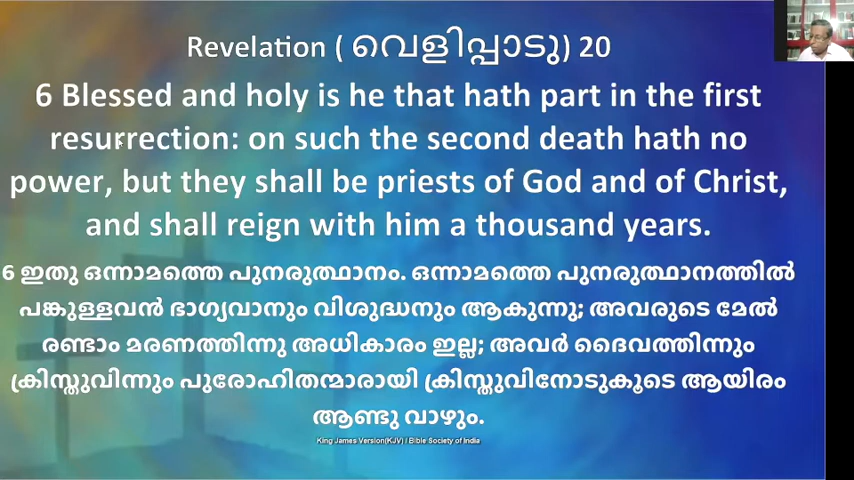 Revelation ( വെളിപ്പാടു) 20
6 Blessed and holy is he that hath part in the first
resurrection: on such the second death hath no
power, but they shall be priests of God and of Christ,
and shall reign with him a thousand years.
6 ഇതു ഒന്നാമത്തെ പുനരുത്ഥാനം. ഒന്നാമത്തെ പുനരുത്ഥാനത്തിൽ
പങ്കുള്ളവൻ ഭാഗ്യവാനും വിശുദ്ധനും ആകുന്നു; അവരുടെ മേൽ
രണ്ടാം മരണത്തിന്നു അധികാരം ഇല്ല; അവർ ദൈവത്തിന്നും
ക്രിസ്തുവിന്നും പുരോഹിതന്മാരായി ക്രിസ്തുവിനോടുകൂടെ ആയിരം
ആണ്ടു വാഴും.
King James Version(KJV) / Bible Society of India